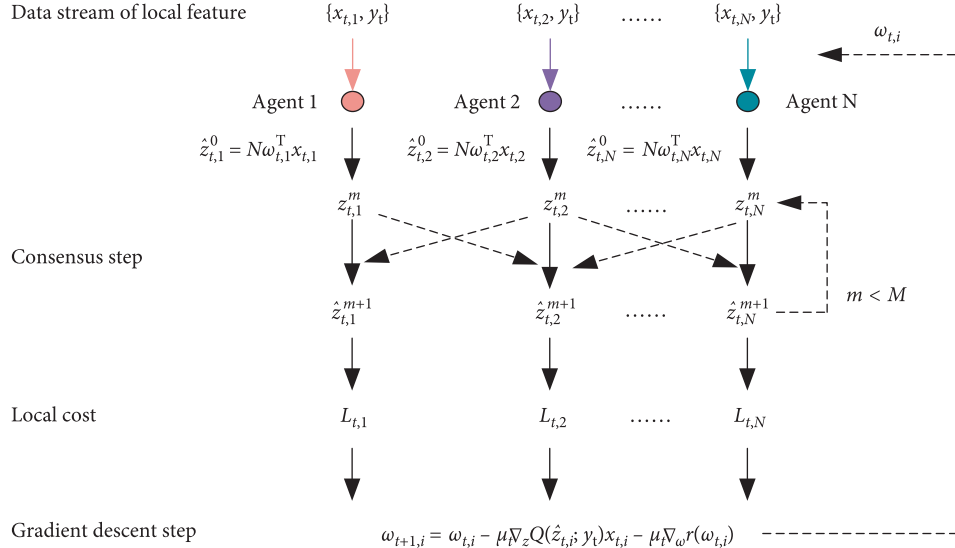 Data stream of local feature {x_{t,1}, y_t} {x_{t,2}, y_t} …… {x_{t,N}, y_t}
ω_{t,i}
Agent 1 Agent 2 …… Agent N
ẑ^0_{t,1} = Nω^T_{t,1}x_{t,1} ẑ^0_{t,2} = Nω^T_{t,2}x_{t,2} ẑ^0_{t,N} = Nω^T_{t,N}x_{t,N}
z^m_{t,1} z^m_{t,2} …… z^m_{t,N}
Consensus step
m < M
ẑ^{m+1}_{t,1} ẑ^{m+1}_{t,2} …… ẑ^{m+1}_{t,N}
Local cost L_{t,1} L_{t,2} …… L_{t,N}
Gradient descent step ω_{t+1,i} = ω_{t,i} – μ_t∇_zQ(ẑ_{t,i}; y_t)x_{t,i} – μ_t∇_ωr(ω_{t,i})